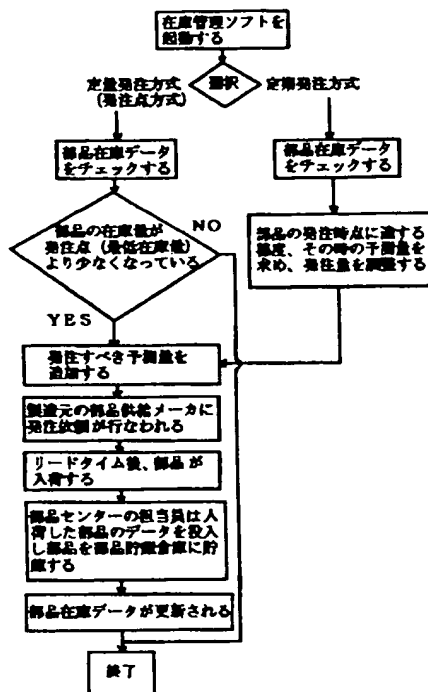 在庫管理ソフトを
起動する
選択
定量発注方式
(発注点方式)
定期発注方式
部品在庫データ
をチェックする
部品在庫データ
をチェックする
部品の在庫量が
発注点(最低在庫量)
より少なくなっている
NO
YES
部品の発注時点に達する
毎度、その時の予測量を
求め、発注量を調整する
発注すべき予測量を
追加する
製造元の部品供給メーカに
発注依頼が行なわれる
リードタイム後、部品が
入荷する
部品センターの担当員は入
荷した部品のデータを投入
し部品を部品貯蔵倉庫に貯
蔵する
部品在庫データが更新される
終了